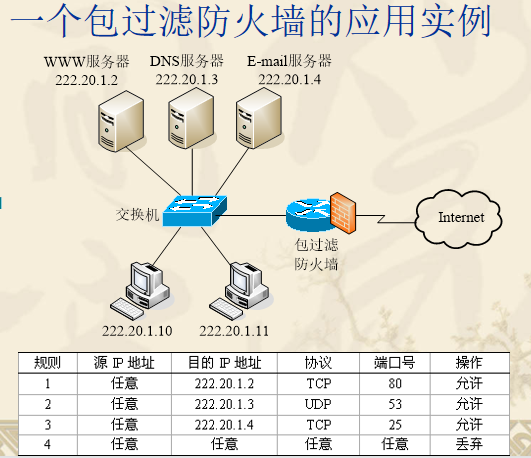 一个包过滤防火墙的应用实例
WWW服务器 DNS服务器 E-mail服务器
222.20.1.2 222.20.1.3 222.20.1.4
交换机
Internet
包过滤
防火墙
222.20.1.10 222.20.1.11
规则 源 IP 地址 目的 IP 地址 协议 端口号 操作
1 任意 222.20.1.2 TCP 80 允许
2 任意 222.20.1.3 UDP 53 允许
3 任意 222.20.1.4 TCP 25 允许
4 任意 任意 任意 任意 丢弃